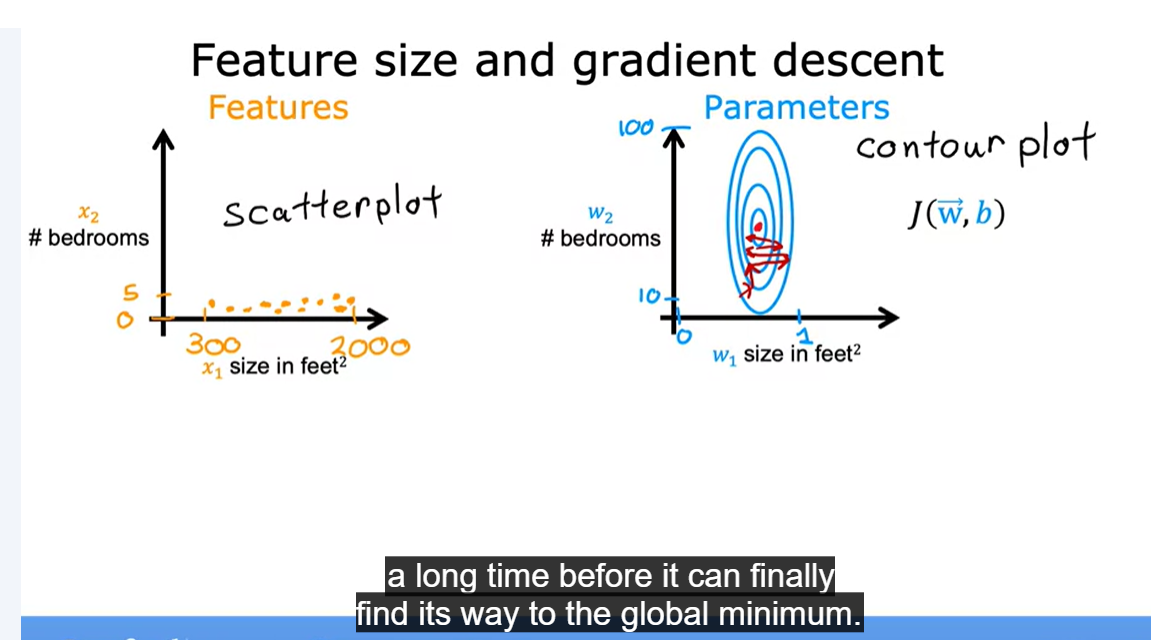 Feature size and gradient descent
Features
Parameters
100
contour plot
scatterplot
x₂
# bedrooms
w₂
# bedrooms
J(w⃗, b)
5
0
10
300
2000
x₁ size in feet²
0
1
w₁ size in feet²
a long time before it can finally
find its way to the global minimum.